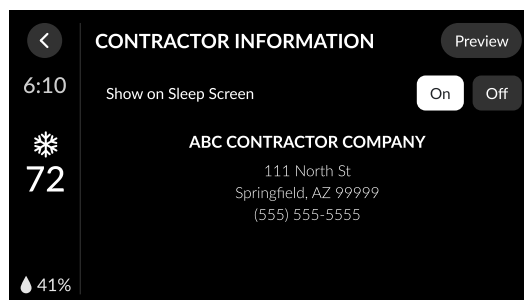 CONTRACTOR INFORMATION
Preview
6:10
Show on Sleep Screen
On
Off
72
ABC CONTRACTOR COMPANY
111 North St
Springfield, AZ 99999
(555) 555-5555
41%